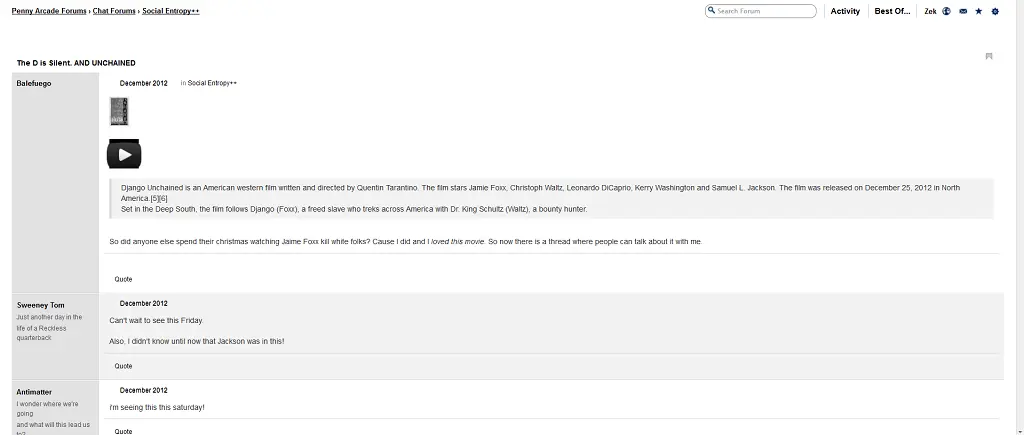 Penny Arcade Forums › Chat Forums › Social Entropy++
Search Forum
Activity
Best Of...
Zek
The D is Silent. AND UNCHAINED
Balefuego
December 2012 in Social Entropy++
Django Unchained is an American western film written and directed by Quentin Tarantino. The film stars Jamie Foxx, Christoph Waltz, Leonardo DiCaprio, Kerry Washington and Samuel L. Jackson. The film was released on December 25, 2012 in North
America.[5][6]
Set in the Deep South, the film follows Django (Foxx), a freed slave who treks across America with Dr. King Schultz (Waltz), a bounty hunter.
So did anyone else spend their christmas watching Jaime Foxx kill white folks? Cause I did and I loved this movie. So now there is a thread where people can talk about it with me.
Quote
Sweeney Tom
Just another day in the
life of a Reckless
quarterback
December 2012
Can't wait to see this Friday
Also, I didn't know until now that Jackson was in this!
Quote
Antimatter
I wonder where we're
going
and what will this lead us
to?
December 2012
I'm seeing this this saturday!
Quote